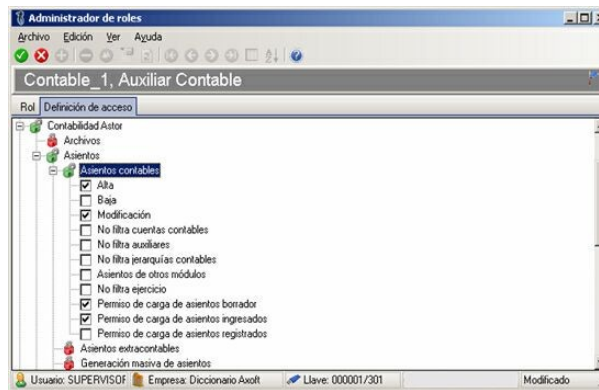 Administrador de roles
Archivo Edición Ver Ayuda
Contable_1, Auxiliar Contable
Rol Definición de acceso
Contabilidad Astor
Archivos
Asientos
Asientos contables
Alta
Baja
Modificación
No filtra cuentas contables
No filtra auxiliares
No filtra jerarquías contables
Asientos de otros módulos
No filtra ejercicio
Permiso de carga de asientos borrador
Permiso de carga de asientos ingresados
Permiso de carga de asientos registrados
Asientos extracontables
Generación masiva de asientos
Usuario: SUPERVISOF Empresa: Diccionario Axoft Llave: 000001/301 Modificado